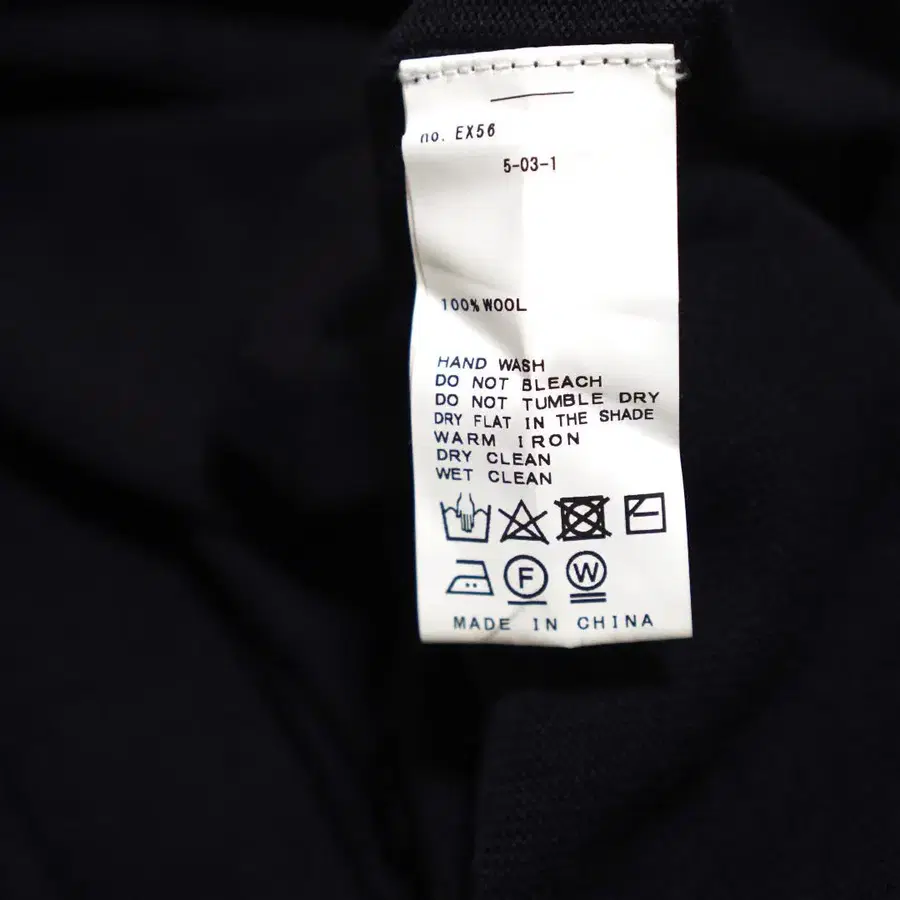 no. EX56
5-03-1
100% WOOL
HAND WASH
DO NOT BLEACH
DO NOT TUMBLE DRY
DRY FLAT IN THE SHADE
WARM IRON
DRY CLEAN
WET CLEAN
F W
MADE IN CHINA